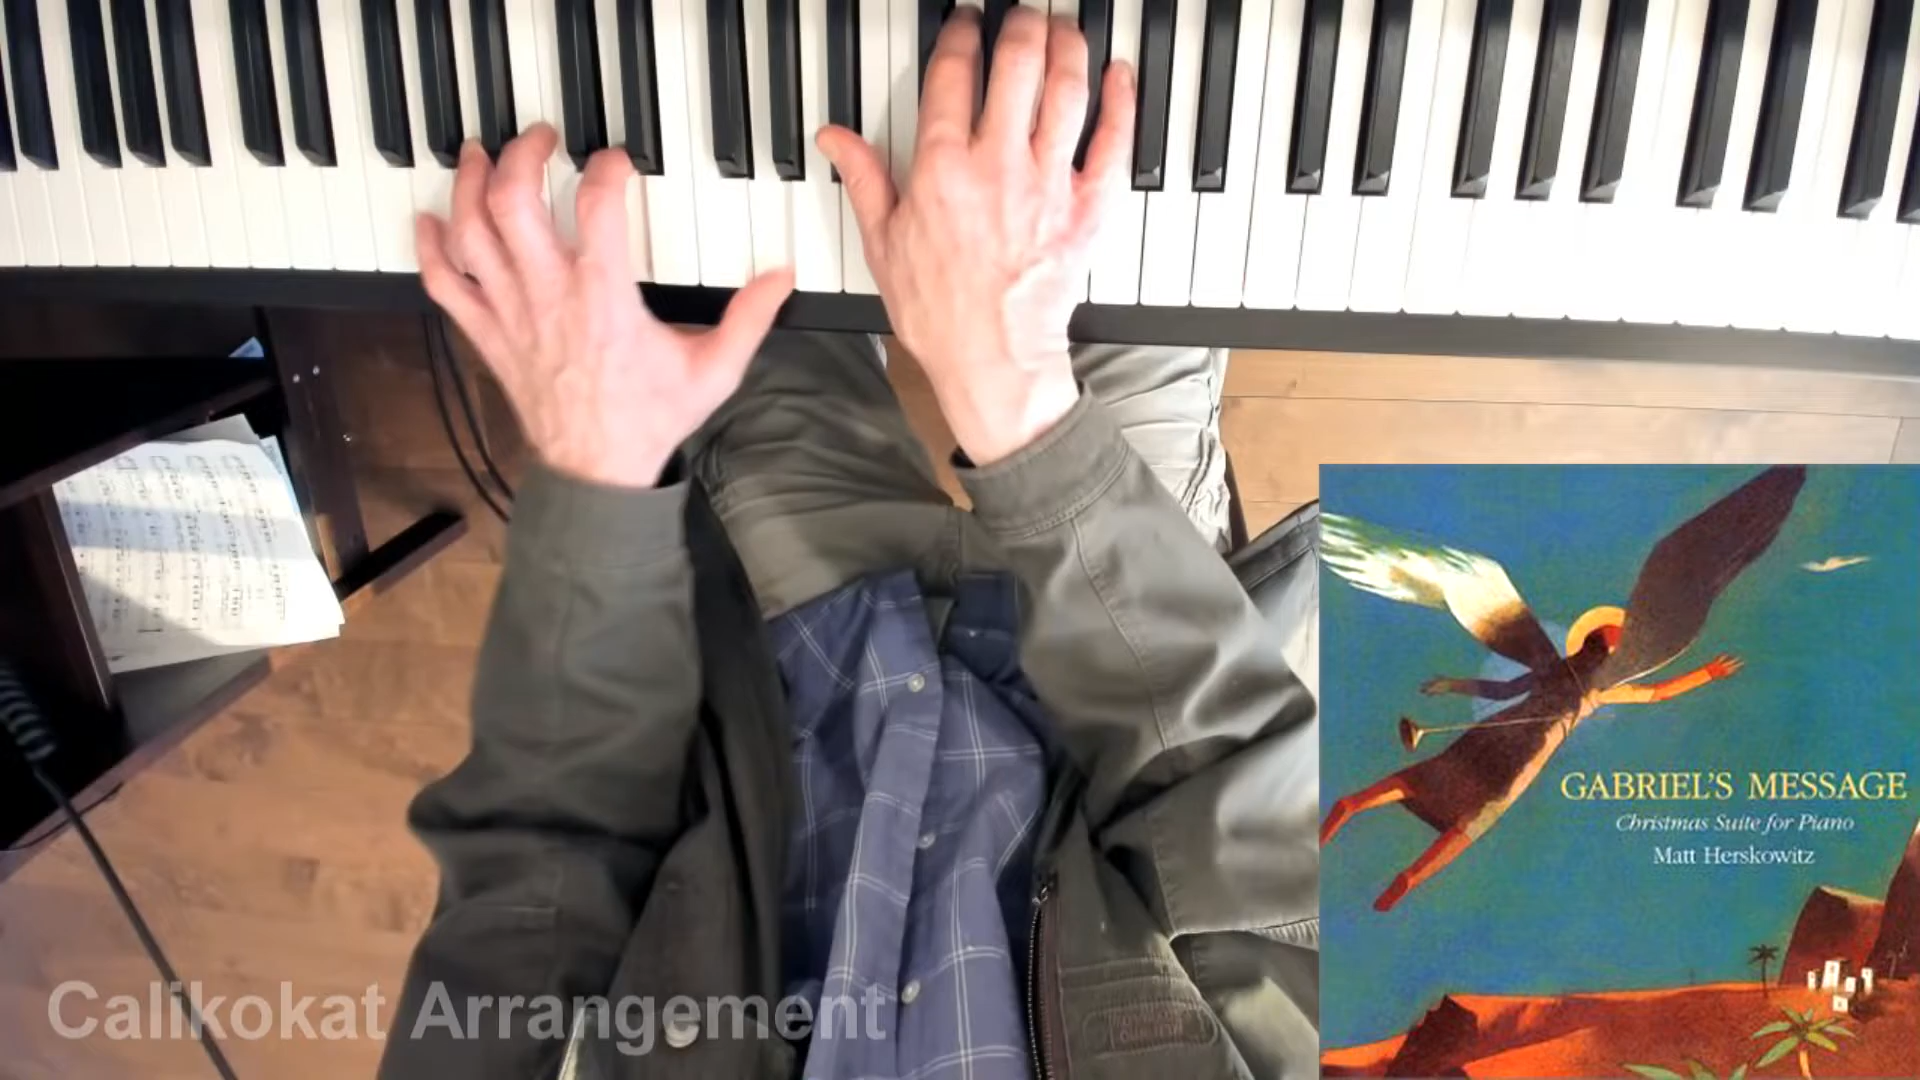 GABRIEL'S MESSAGE
Christmas Suite for Piano
Matt Herskowitz
Calikokat Arrangement